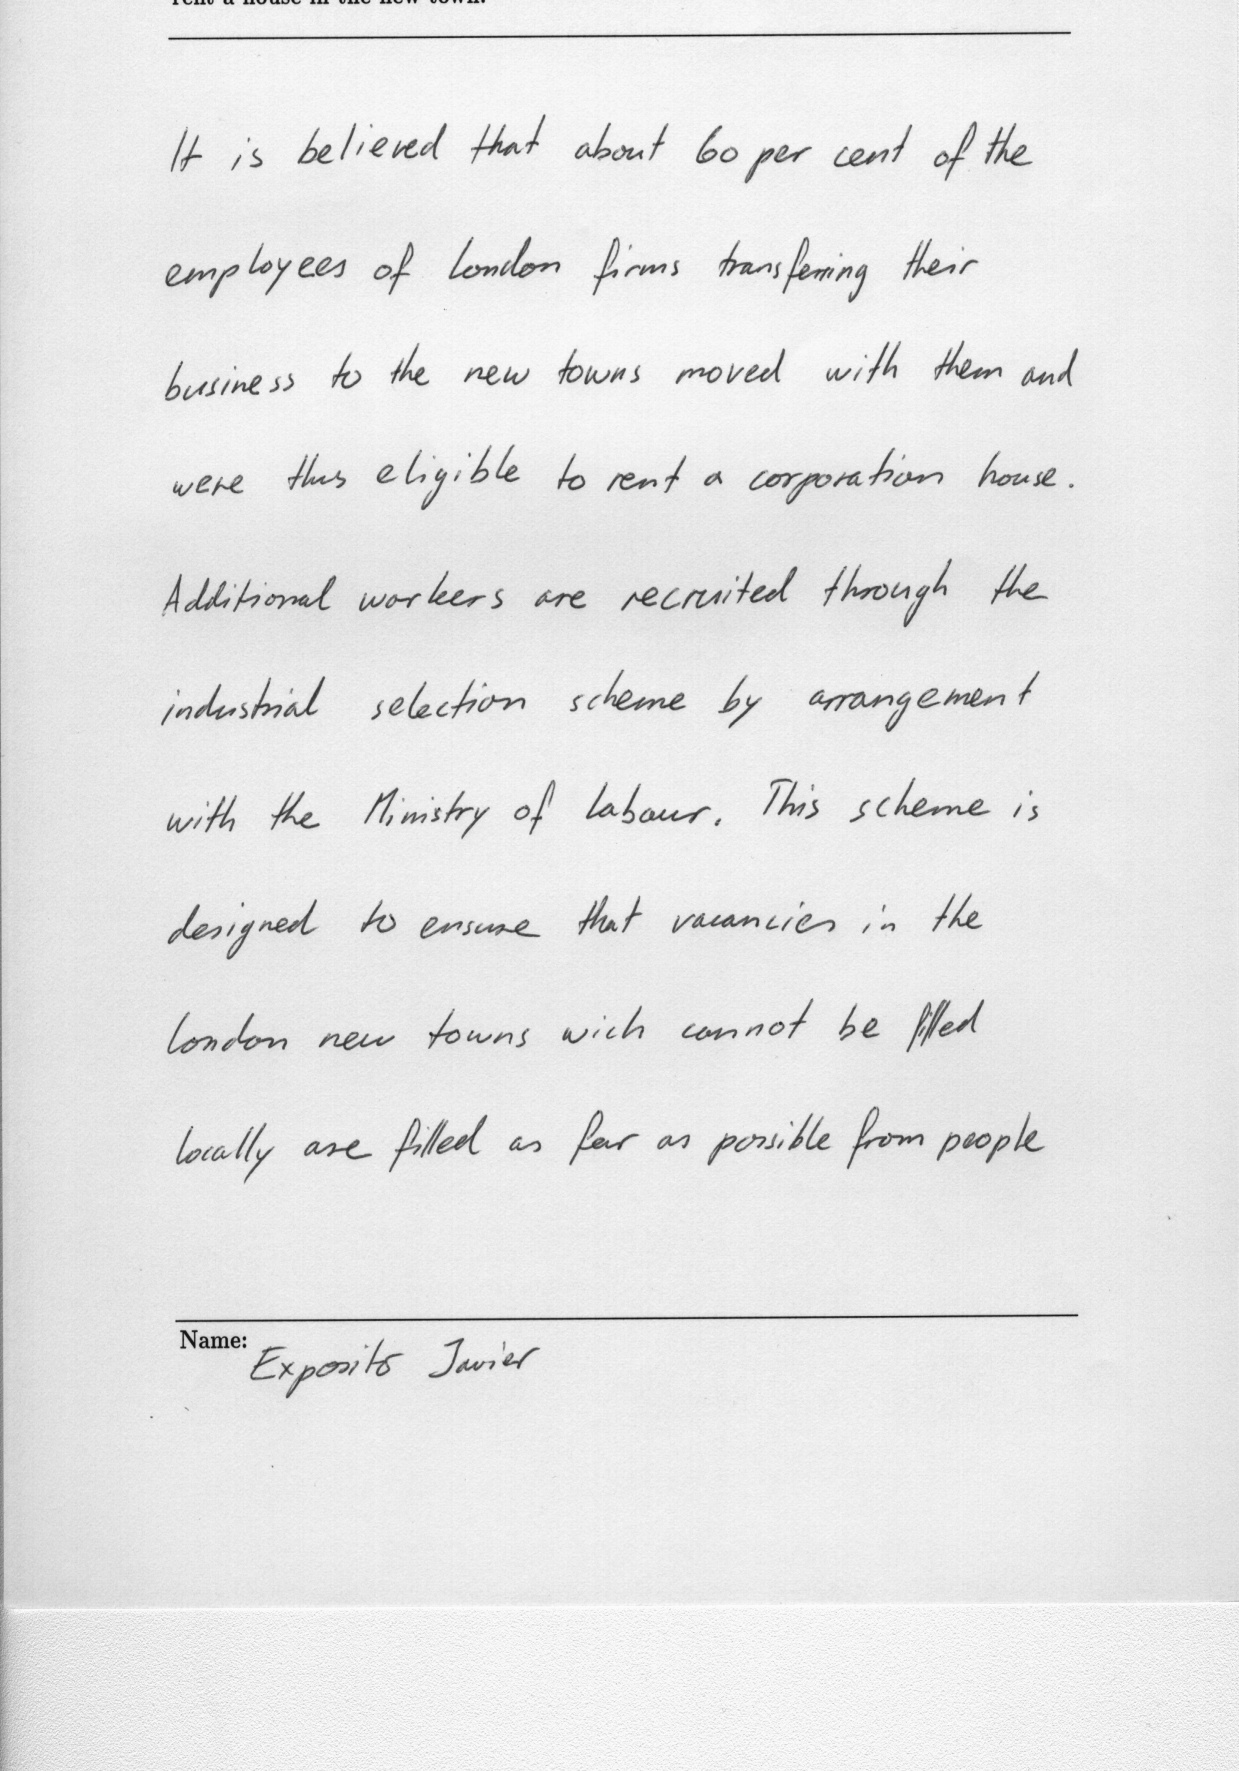 rent a house in the new town.
It is believed that about 60 per cent of the
employees of London firms transferring their
business to the new towns moved with them and
were thus eligible to rent a corporation house.
Additional workers are recruited through the
industrial selection scheme by arrangement
with the Ministry of Labour. This scheme is
designed to ensure that vacancies in the
London new towns wich cannot be filled
locally are filled as far as possible from people
Name: Exposito Javier